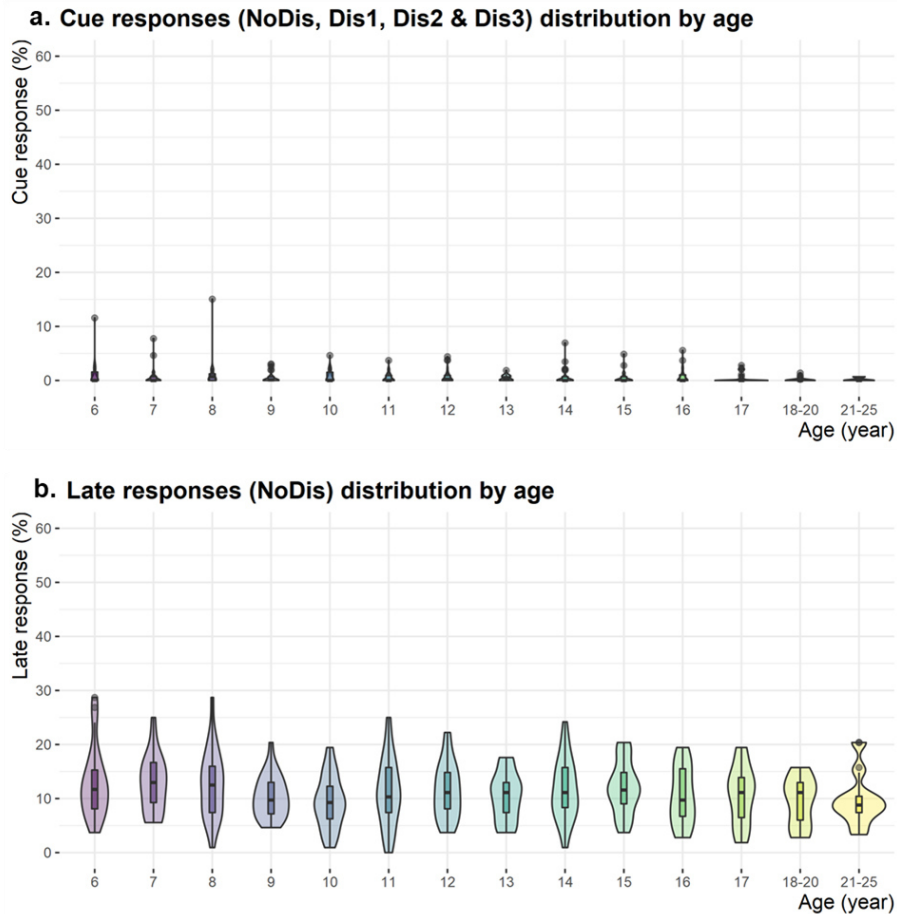 a. Cue responses (NoDis, Dis1, Dis2 & Dis3) distribution by age
Cue response (%)
60
50
40
30
20
10
0
6 7 8 9 10 11 12 13 14 15 16 17 18-20 21-25
Age (year)
b. Late responses (NoDis) distribution by age
Late response (%)
60
50
40
30
20
10
0
6 7 8 9 10 11 12 13 14 15 16 17 18-20 21-25
Age (year)